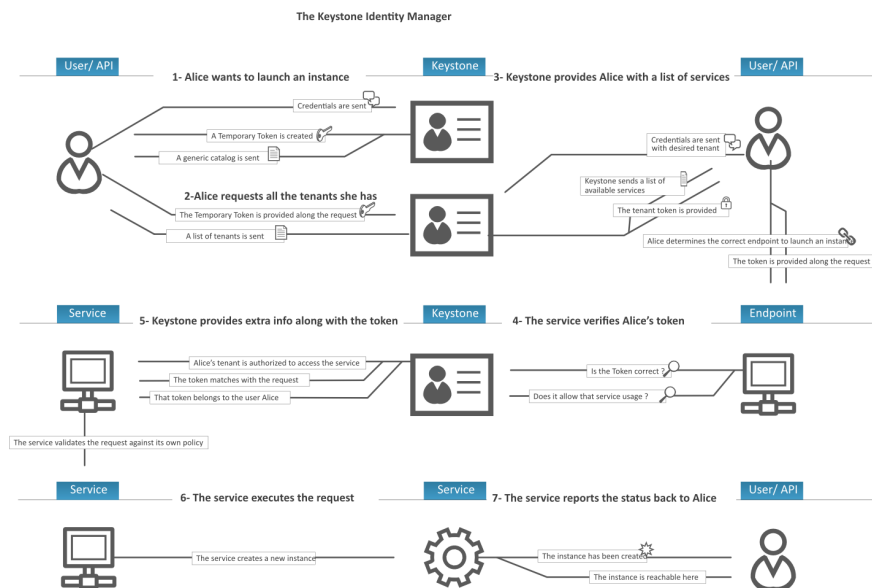 The Keystone Identity Manager
User/ API
1- Alice wants to launch an instance
Keystone
3- Keystone provides Alice with a list of services
User/ API
Credentials are sent
A Temporary Token is created
A generic catalog is sent
Credentials are sent
with desired tenant
Keystone sends a list of
available services
2-Alice requests all the tenants she has
The Temporary Token is provided along the request
The tenant token is provided
A list of tenants is sent
Alice determines the correct endpoint to launch an instance
The token is provided along the request
Service
5- Keystone provides extra info along with the token
Keystone
4- The service verifies Alice's token
Endpoint
Alice's tenant is authorized to access the service
The token matches with the request
That token belongs to the user Alice
Is the Token correct ?
Does it allow that service usage ?
The service validates the request against its own policy
Service
6- The service executes the request
Service
7- The service reports the status back to Alice
User/ API
The service creates a new instance
The instance has been created
The instance is reachable here